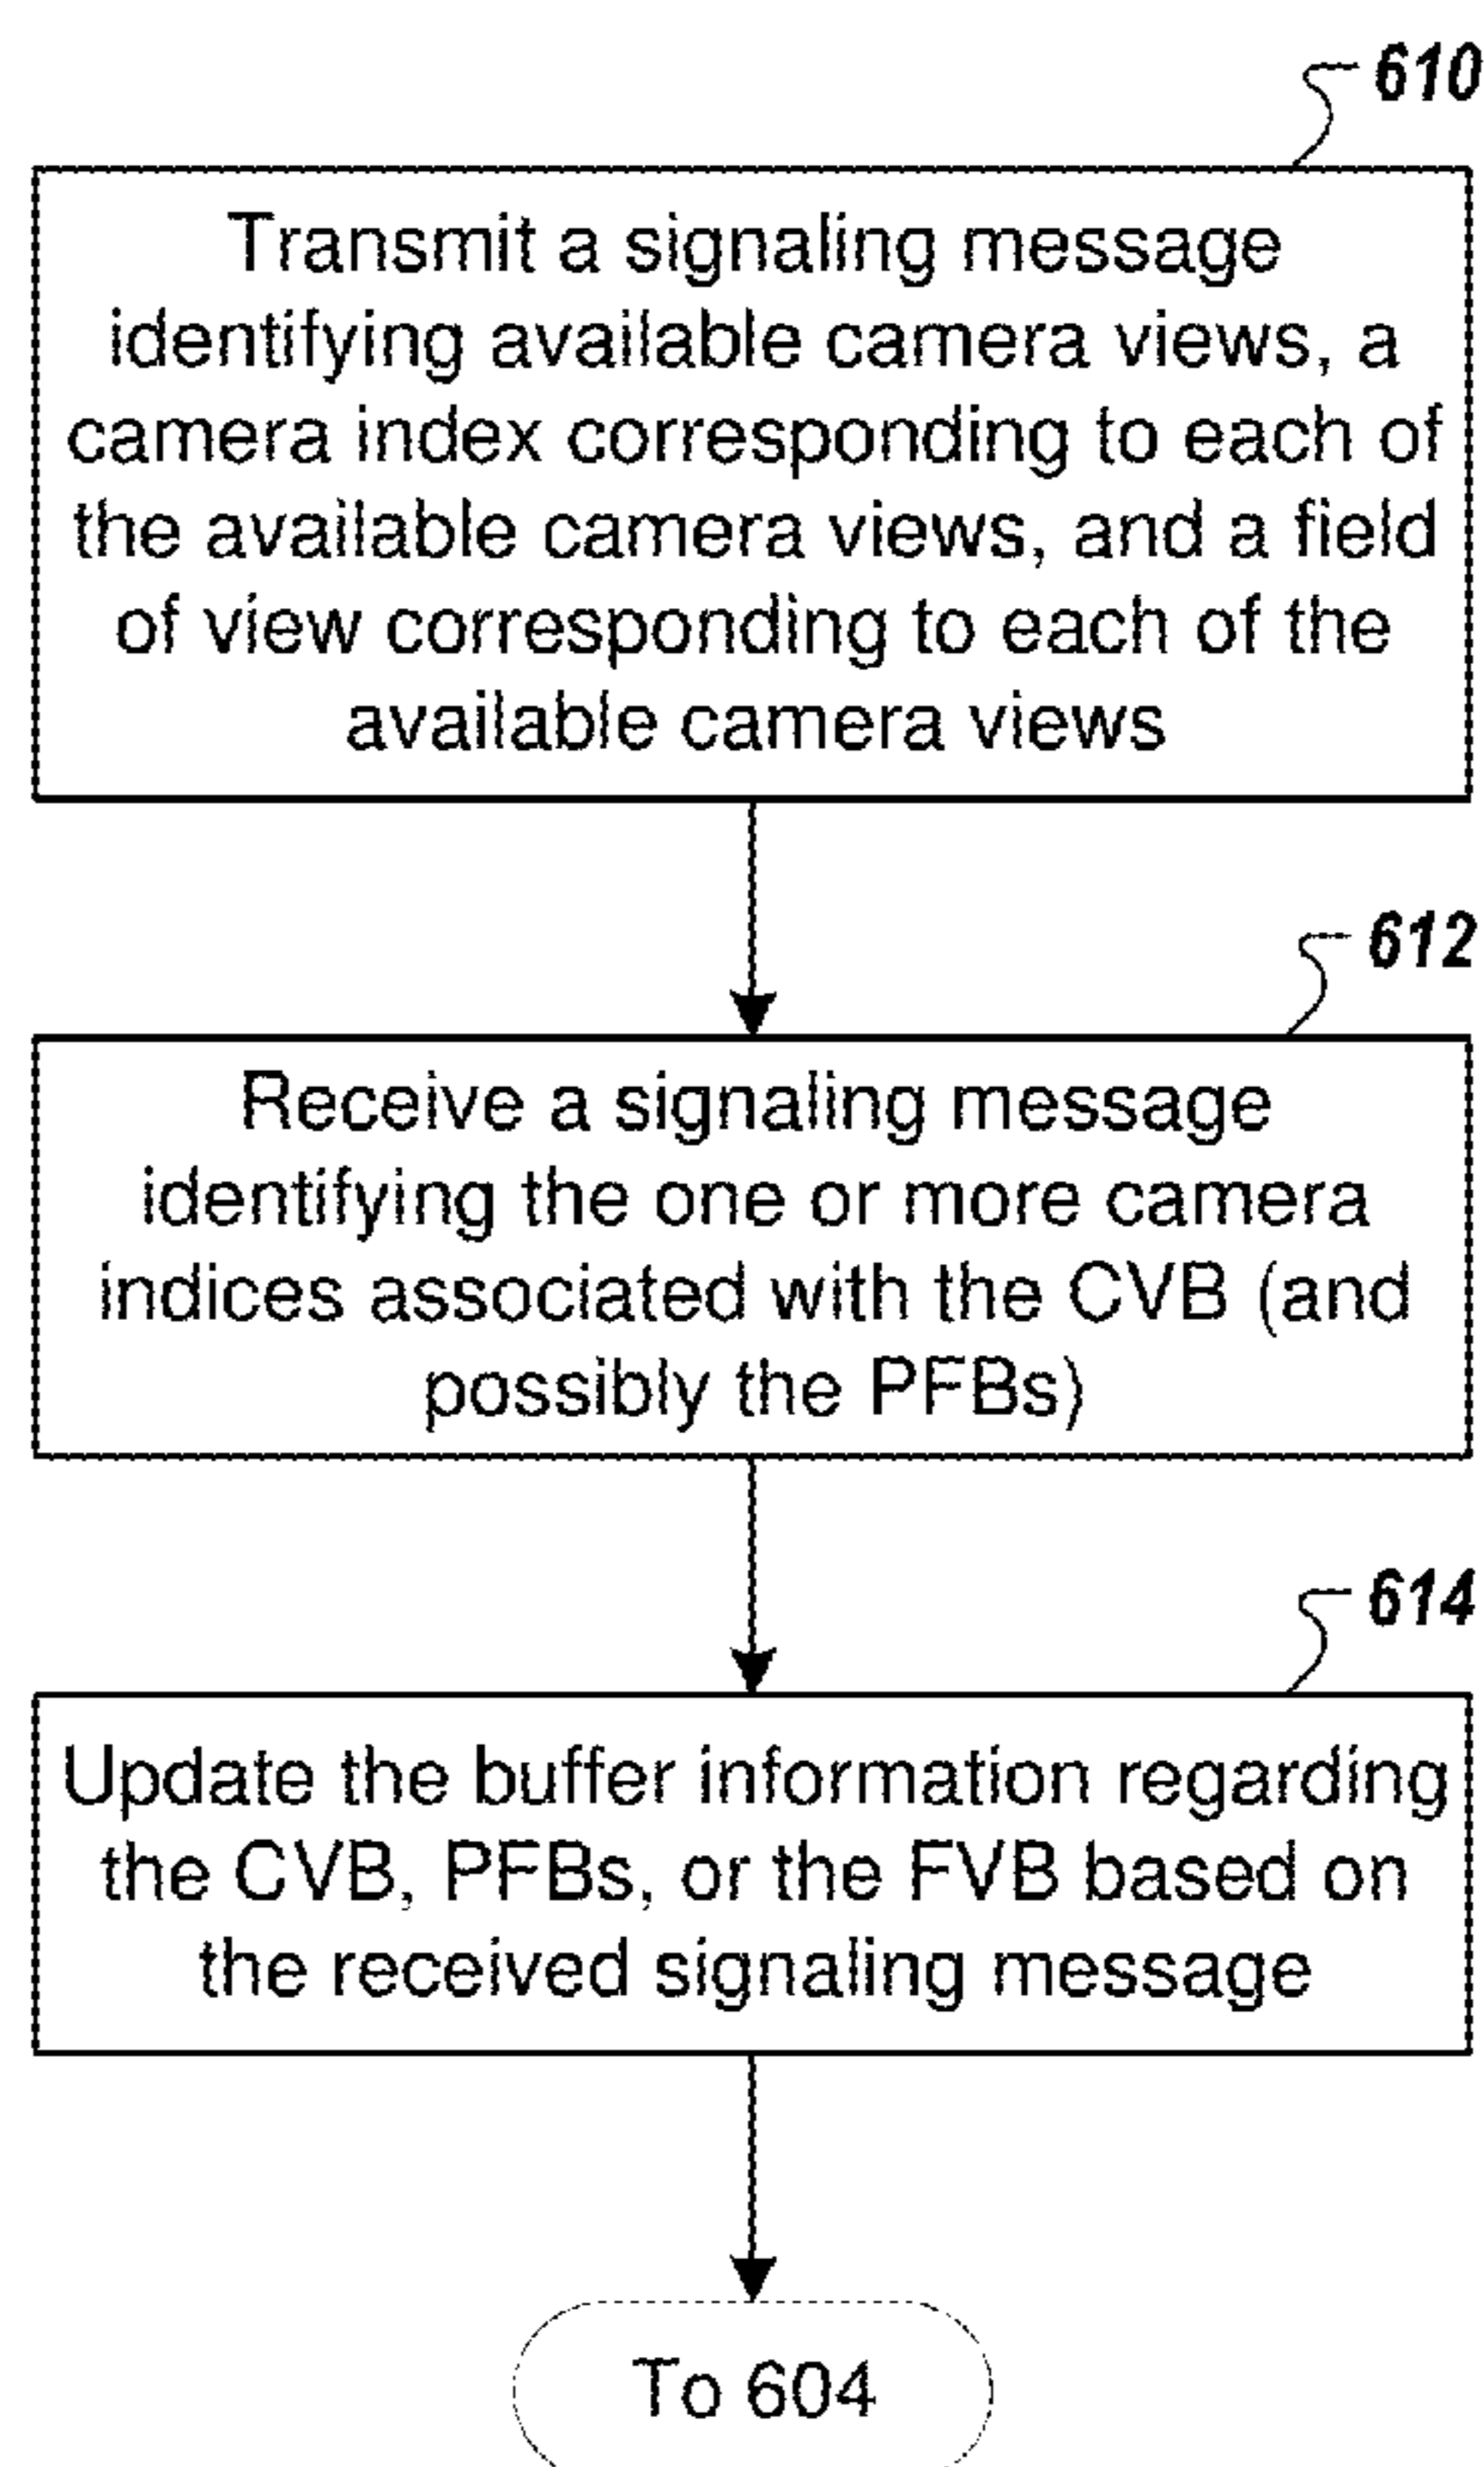 610
Transmit a signaling message
identifying available camera views, a
camera index corresponding to each of
the available camera views, and a field
of view corresponding to each of the
available camera views
612
Receive a signaling message
identifying the one or more camera
indices associated with the CVB (and
possibly the PFBs)
614
Update the buffer information regarding
the CVB, PFBs, or the FVB based on
the received signaling message
To 604